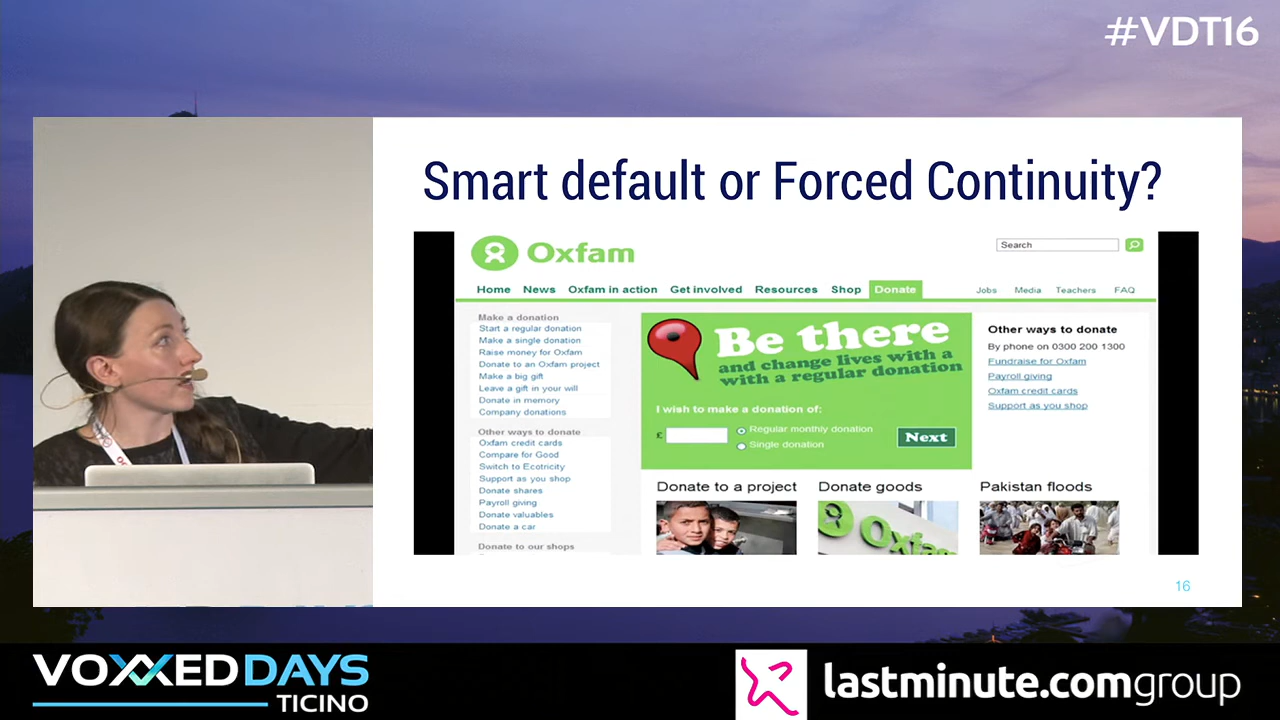 #VDT16
Smart default or Forced Continuity?
Oxfam
Search
Home News Oxfam in action Get involved Resources Shop Donate Jobs Media Teachers FAQ
Make a donation
Start a regular donation
Make a single donation
Raise money for Oxfam
Donate to an Oxfam project
Make a big gift
Leave a gift in your will
Donate in memory
Company donations
Other ways to donate
Oxfam credit cards
Compare for Good
Switch to Ecotricity
Support as you shop
Donate shares
Payroll giving
Donate valuables
Donate a car
Donate to our shops
Be there
and change lives with a
with a regular donation
I wish to make a donation of:
£
Regular monthly donation
Single donation
Next
Other ways to donate
By phone on 0300 200 1300
Fundraise for Oxfam
Payroll giving
Oxfam credit cards
Support as you shop
Donate to a project
Donate goods
Pakistan floods
Oxfam
16
VOXXED DAYS
TICINO
lastminute.comgroup